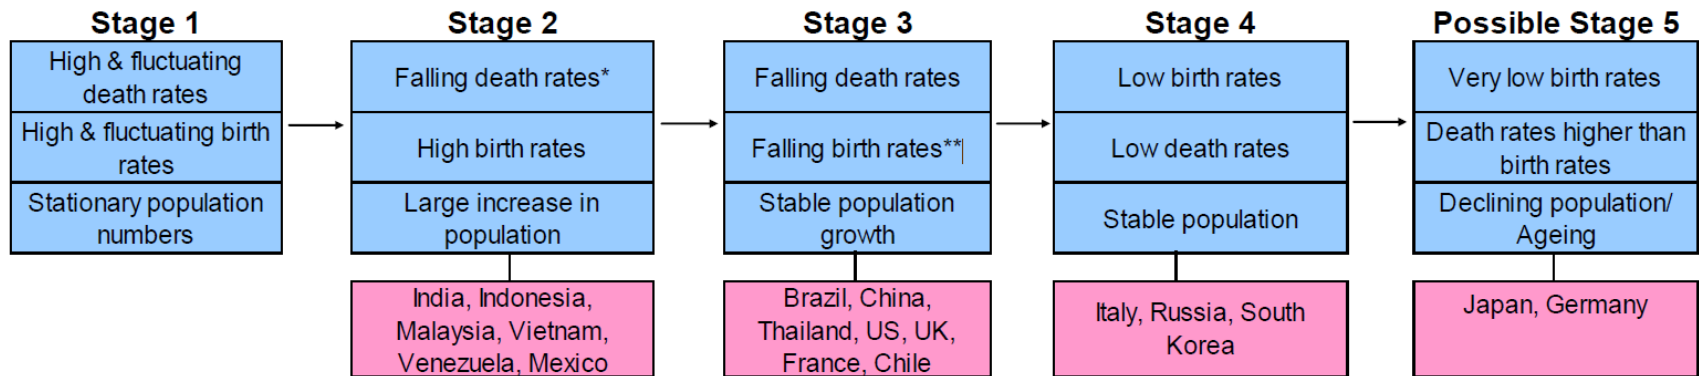 Stage 1
High & fluctuating
death rates
High & fluctuating birth
rates
Stationary population
numbers
Stage 2
Falling death rates*
High birth rates
Large increase in
population
India, Indonesia,
Malaysia, Vietnam,
Venezuela, Mexico
Stage 3
Falling death rates
Falling birth rates**
Stable population
growth
Brazil, China,
Thailand, US, UK,
France, Chile
Stage 4
Low birth rates
Low death rates
Stable population
Italy, Russia, South
Korea
Possible Stage 5
Very low birth rates
Death rates higher than
birth rates
Declining population/
Ageing
Japan, Germany